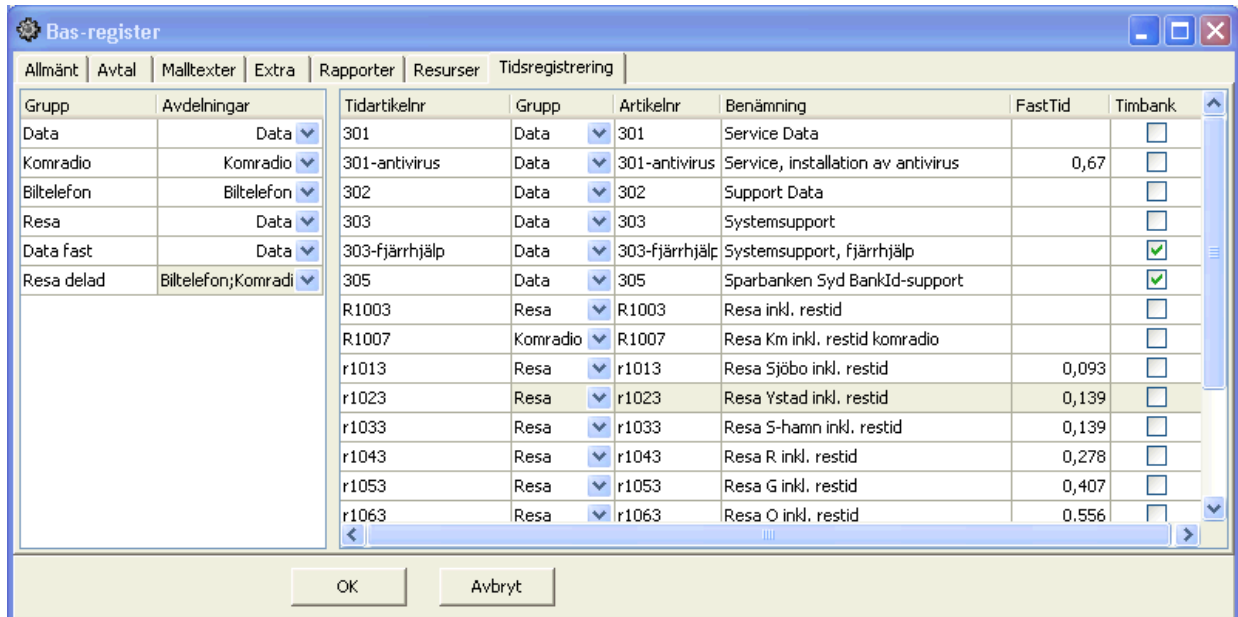 Bas-register
Allmänt Avtal Malltexter Extra Rapporter Resurser Tidsregistrering
Grupp Avdelningar
Data Data
Komradio Komradio
Biltelefon Biltelefon
Resa Data
Data fast Data
Resa delad Biltelefon;Komradi
Tidartikelnr Grupp Artikelnr Benämning FastTid Timbank
301 Data 301 Service Data
301-antivirus Data 301-antivirus Service, installation av antivirus 0,67
302 Data 302 Support Data
303 Data 303 Systemsupport
303-fjärrhjälp Data 303-fjärrhjälp Systemsupport, fjärrhjälp
305 Data 305 Sparbanken Syd BankId-support
R1003 Resa R1003 Resa inkl. restid
R1007 Komradio R1007 Resa Km inkl. restid komradio
r1013 Resa r1013 Resa Sjöbo inkl. restid 0,093
r1023 Resa r1023 Resa Ystad inkl. restid 0,139
r1033 Resa r1033 Resa S-hamn inkl. restid 0,139
r1043 Resa r1043 Resa R inkl. restid 0,278
r1053 Resa r1053 Resa G inkl. restid 0,407
r1063 Resa r1063 Resa O inkl. restid 0,556
OK Avbryt